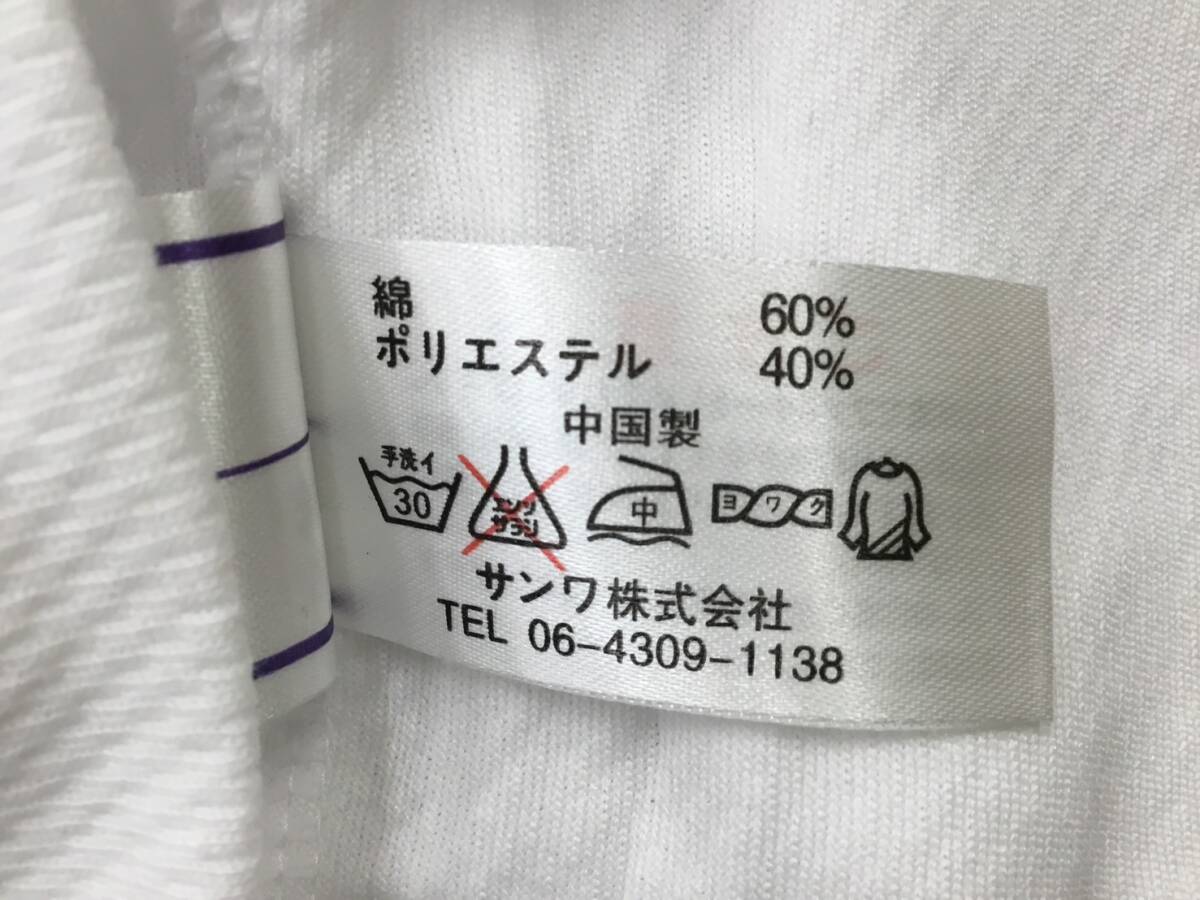 綿 60%
ポリエステル 40%
中国製
手洗イ
30
エンソ
サラシ
中
ヨワク
サンワ株式会社
TEL 06-4309-1138